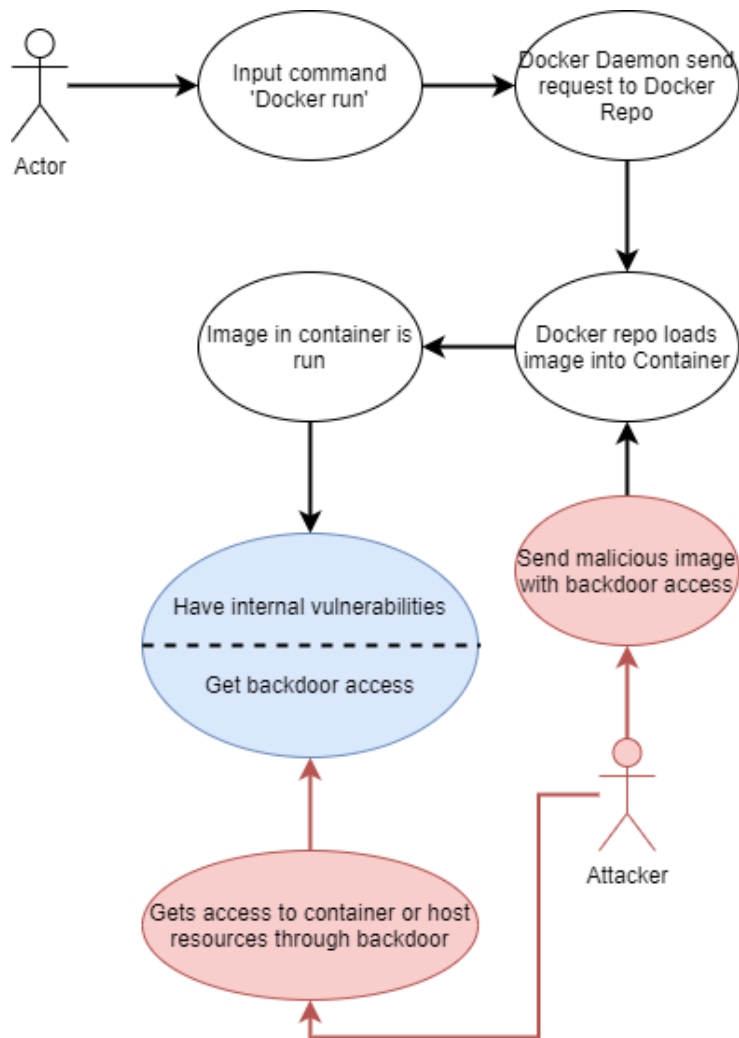 Input command
'Docker run'
Docker Daemon send
request to Docker
Repo
Actor
Image in container is
run
Docker repo loads
image into Container
Send malicious image
with backdoor access
Have internal vulnerabilities
Get backdoor access
Attacker
Gets access to container or host
resources through backdoor